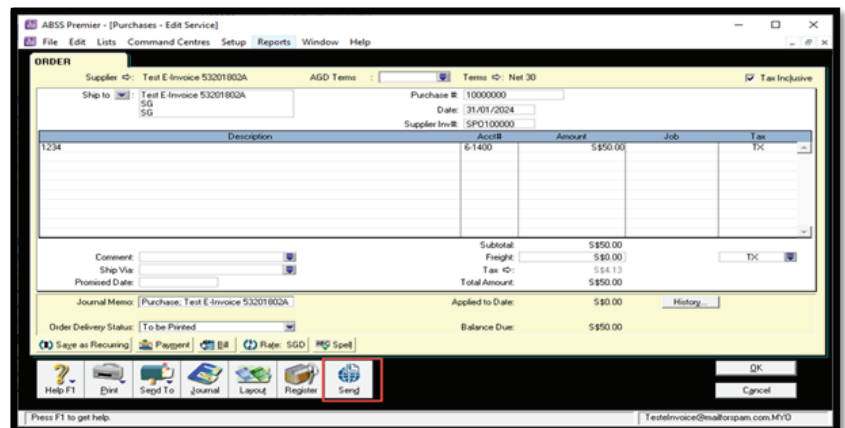 ABSS Premier - [Purchases - Edit Service]
File Edit Lists Command Centres Setup Reports Window Help
ORDER
Supplier ⇨: Test E-Invoice 53201802A AGD Terms : Terms ⇨: Net 30 Tax Inclusive
Ship to : Test E-Invoice 53201802A Purchase #: 10000000
SG
SG Date: 31/01/2024
Supplier Inv#: SPO100000
Description Acct# Amount Job Tax
1234 6-1400 S$50.00 TX
Subtotal: S$50.00
Comment: Freight: S$0.00 TX
Ship Via: Tax ⇨: S$4.13
Promised Date: Total Amount: S$50.00
Journal Memo: Purchase; Test E-Invoice 53201802A Applied to Date: S$0.00 History...
Order Delivery Status: To be Printed Balance Due: S$50.00
Save as Recurring Payment Bill Rate: SGD Spell
Help F1 Print Send To Journal Layout Register Send
OK
Cancel
Press F1 to get help. TesteInvoice@mailforspam.com.MYO